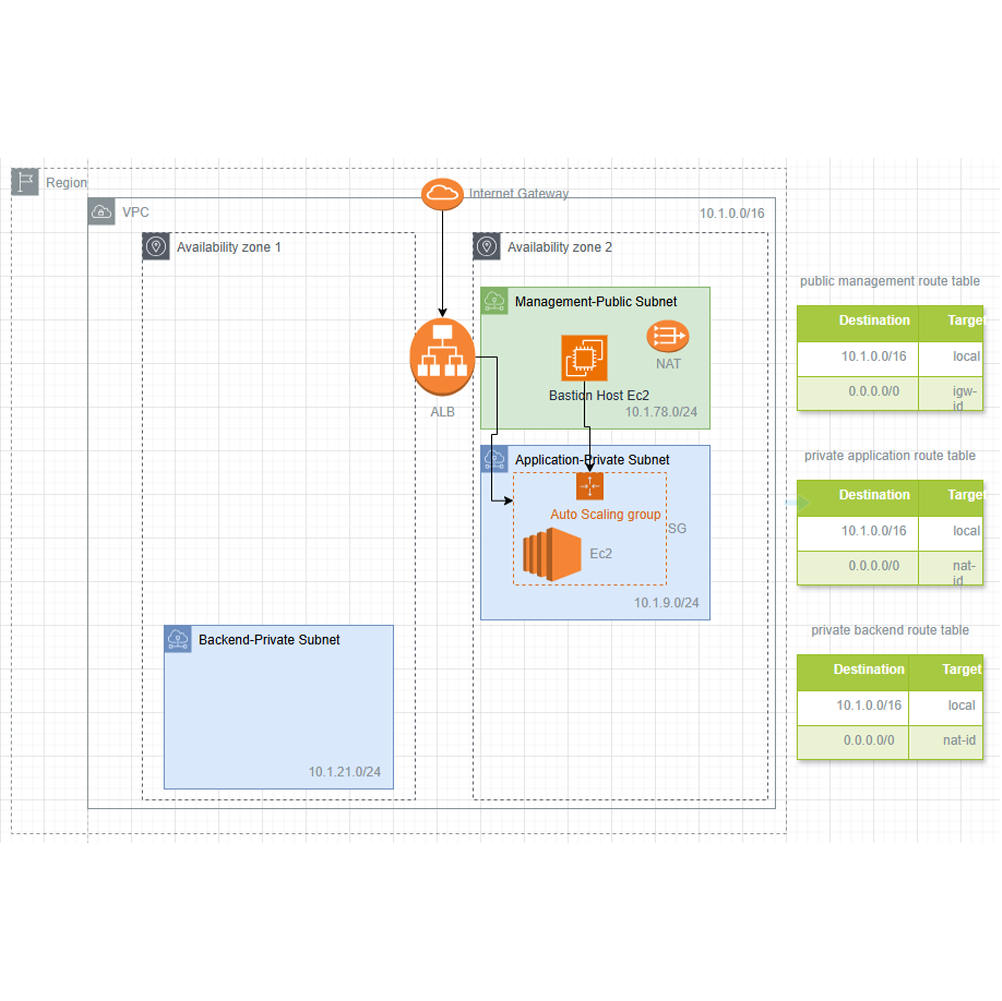 Region
Internet Gateway
VPC
10.1.0.0/16
Availability zone 1
Availability zone 2
Management-Public Subnet
NAT
Bastion Host Ec2
10.1.78.0/24
ALB
Application-Private Subnet
Auto Scaling group
SG
Ec2
10.1.9.0/24
Backend-Private Subnet
10.1.21.0/24
public management route table
Destination Target
10.1.0.0/16 local
0.0.0.0/0 igw-
id
private application route table
Destination Target
10.1.0.0/16 local
0.0.0.0/0 nat-
id
private backend route table
Destination Target
10.1.0.0/16 local
0.0.0.0/0 nat-id